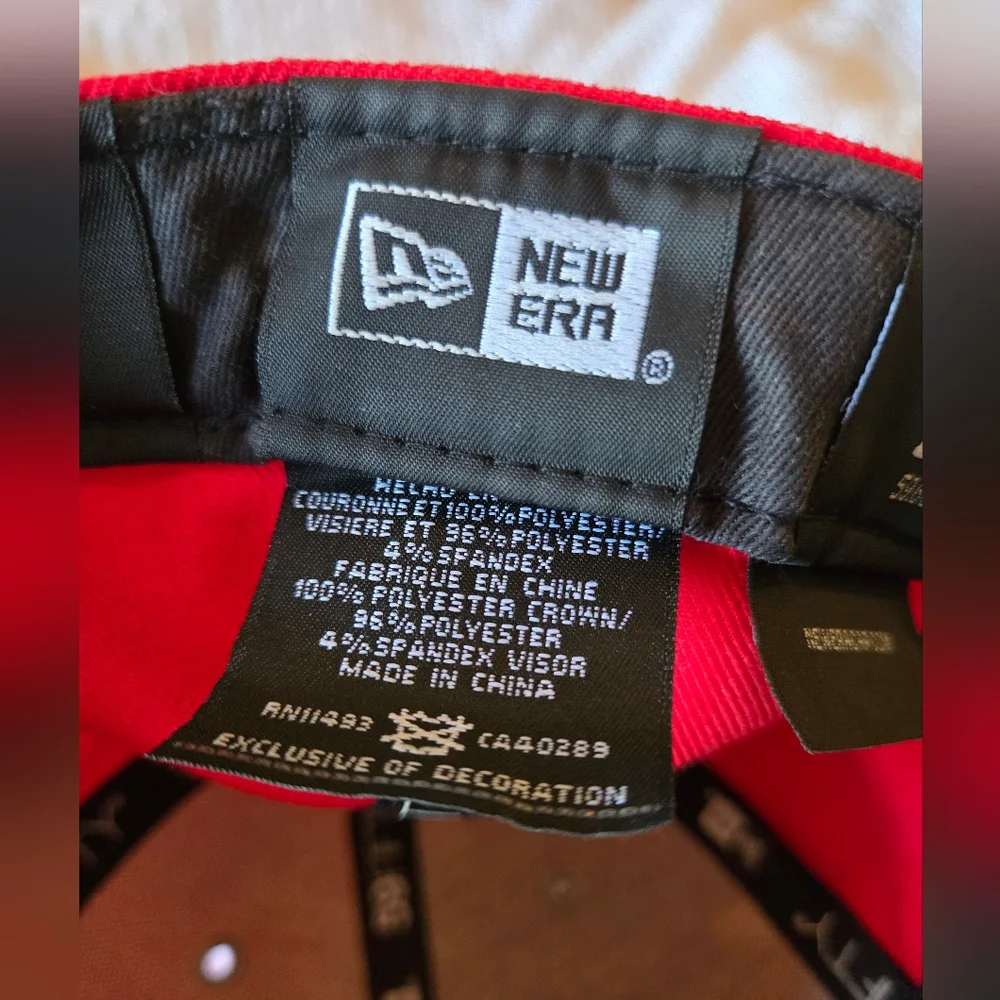 NEW
ERA
®
COURONNE ET 100% POLYESTER/
VISIERE ET 96% POLYESTER
4% SPANDEX
FABRIQUE EN CHINE
100% POLYESTER CROWN/
96% POLYESTER
4% SPANDEX VISOR
MADE IN CHINA
RN11493 CA40289
EXCLUSIVE OF DECORATION